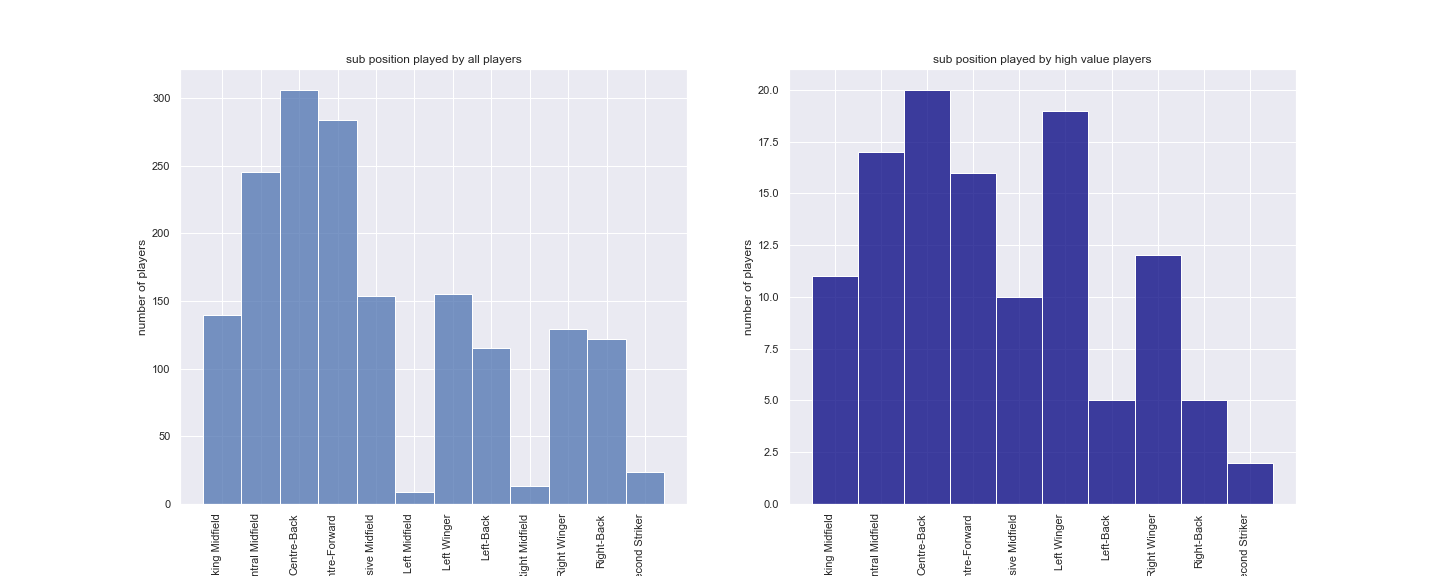 sub position played by all players
number of players
300
250
200
150
100
50
0
king Midfield
ntral Midfield
Centre-Back
ntre-Forward
sive Midfield
Left Midfield
Left Winger
Left-Back
Right Midfield
Right Winger
Right-Back
econd Striker
sub position played by high value players
number of players
20.0
17.5
15.0
12.5
10.0
7.5
5.0
2.5
0.0
king Midfield
ntral Midfield
Centre-Back
ntre-Forward
sive Midfield
Left Winger
Left-Back
Right Winger
Right-Back
econd Striker